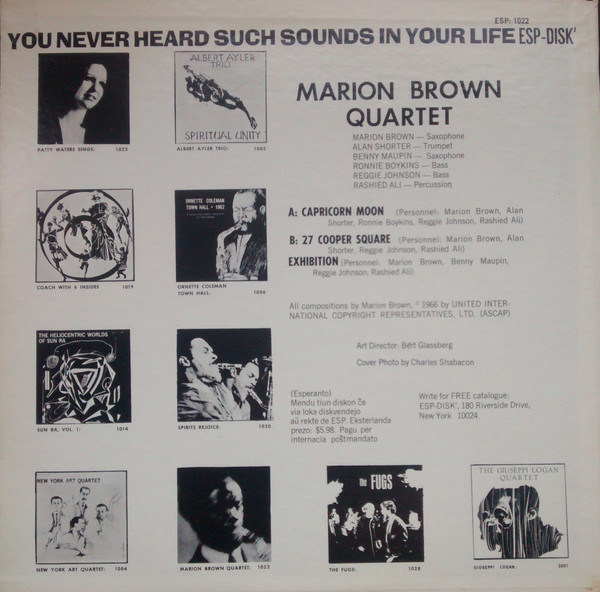 ESP: 1022
YOU NEVER HEARD SUCH SOUNDS IN YOUR LIFE ESP-DISK'
PATTY WATERS SINGS: 1025
ALBERT AYLER
TRIO
SPIRITUAL UNITY
ALBERT AYLER TRIO: 1002
MARION BROWN
QUARTET
MARION BROWN — Saxophone
ALAN SHORTER — Trumpet
BENNY MAUPIN — Saxophone
RONNIE BOYKINS — Bass
REGGIE JOHNSON — Bass
RASHIED ALI — Percussion
A: CAPRICORN MOON (Personnel: Marion Brown, Alan
Shorter, Ronnie Boykins, Reggie Johnson, Rashied Ali)
B: 27 COOPER SQUARE (Personnel: Marion Brown, Alan
Shorter, Reggie Johnson, Rashied Ali)
EXHIBITION (Personnel: Marion Brown, Benny Maupin,
Reggie Johnson, Rashied Ali)
COACH WITH 6 INSIDES 1019
ORNETTE COLEMAN
TOWN HALL • 1962
ORNETTE COLEMAN
TOWN HALL: 1006
All compositions by Marion Brown, © 1966 by UNITED INTER-
NATIONAL COPYRIGHT REPRESENTATIVES, LTD. (ASCAP)
Art Director: Bert Glassberg
Cover Photo by Charles Shabacon
THE HELIOCENTRIC WORLDS
OF SUN RA
SUN RA, VOL. 1: 1014
SPIRITS REJOICE: 1020
(Esperanto)
Mendu tiun diskon ĉe
via loka diskvendejo
aŭ rekte de ESP. Eksterlanda
prezo: $5.98. Pagu per
internacia poŝtmandato
Write for FREE catalogue:
ESP-DISK', 180 Riverside Drive,
New York 10024.
NEW YORK ART QUARTET
NEW YORK ART QUARTET: 1004
MARION BROWN QUARTET: 1022
the FUGS
THE FUGS: 1028
THE GIUSEPPI LOGAN
QUARTET
GIUSEPPI LOGAN: 1007